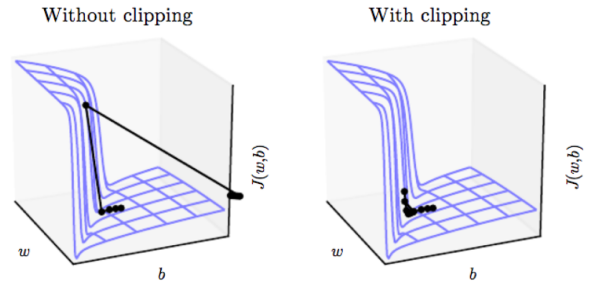 Without clipping
With clipping
J(w,b)
J(w,b)
w
b
w
b